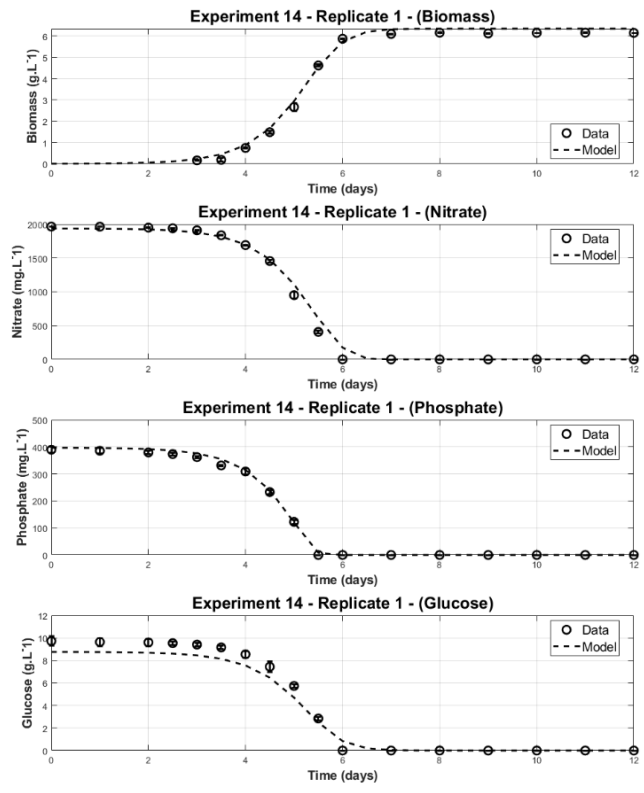 Experiment 14 - Replicate 1 - (Biomass)
Biomass (g.L^-1)
6
5
4
3
2
1
0
Data
Model
0 2 4 6 8 10 12
Time (days)
Experiment 14 - Replicate 1 - (Nitrate)
Nitrate (mg.L^-1)
2000
1500
1000
500
0
Data
Model
0 2 4 6 8 10 12
Time (days)
Experiment 14 - Replicate 1 - (Phosphate)
Phosphate (mg.L^-1)
500
400
300
200
100
0
Data
Model
0 2 4 6 8 10 12
Time (days)
Experiment 14 - Replicate 1 - (Glucose)
Glucose (g.L^-1)
12
10
8
6
4
2
0
Data
Model
0 2 4 6 8 10 12
Time (days)